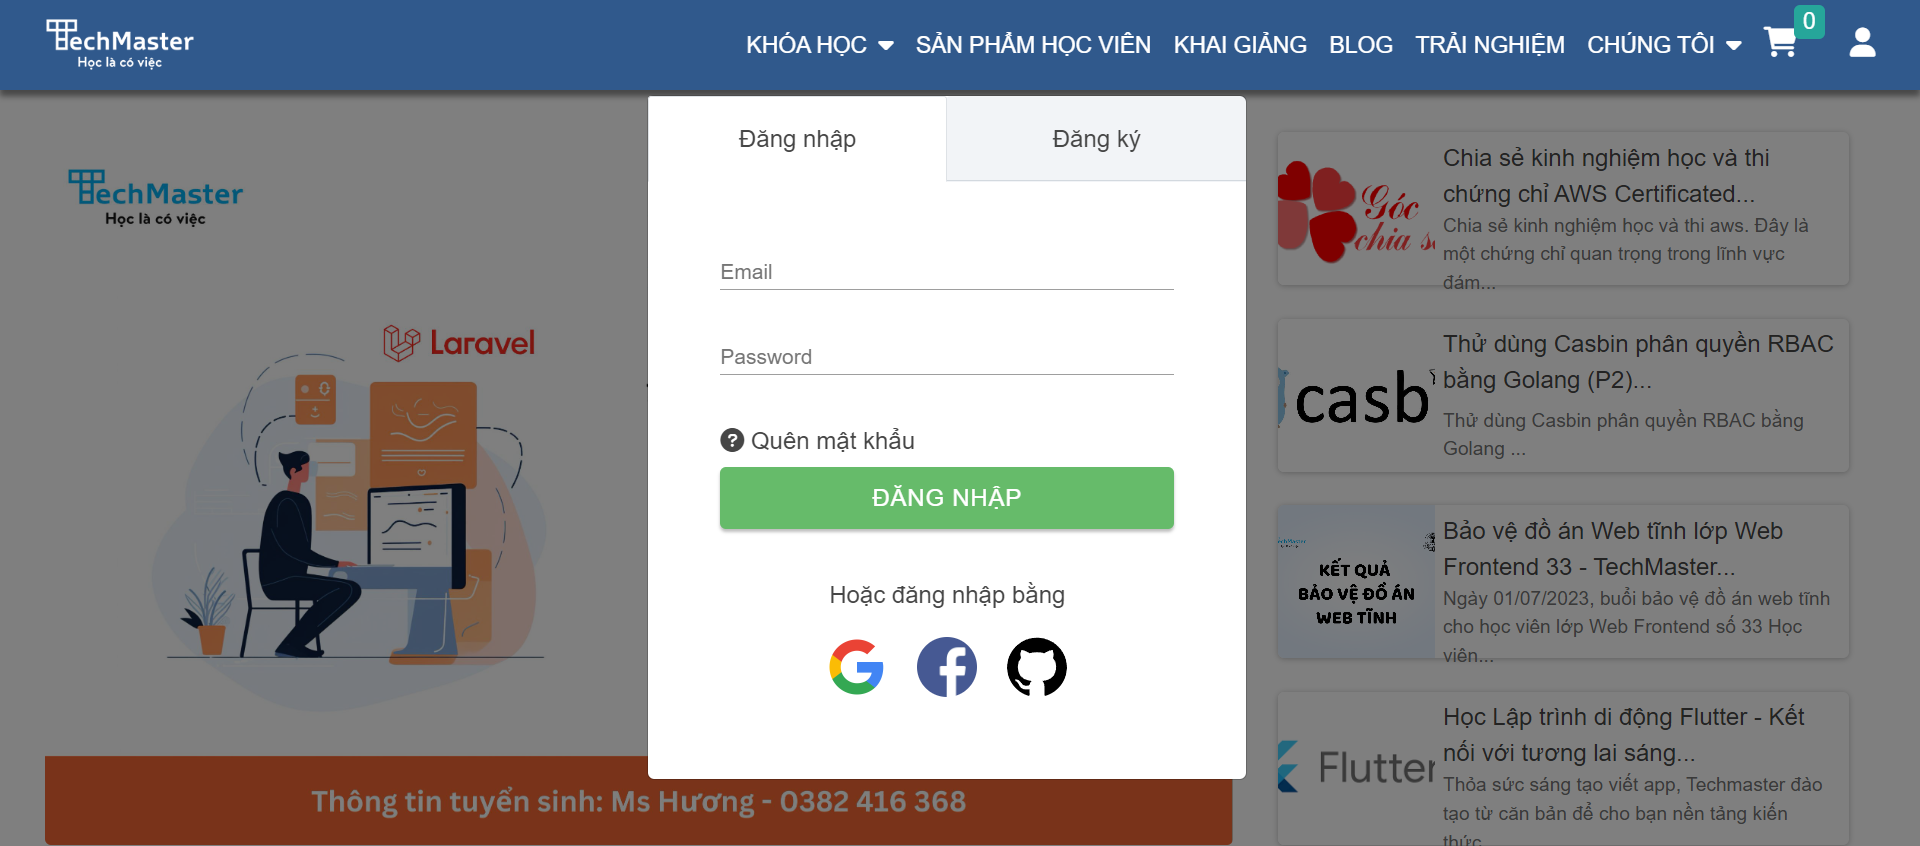 TechMaster
Học là có việc
KHÓA HỌC
SẢN PHẨM HỌC VIÊN
KHAI GIẢNG
BLOG
TRẢI NGHIỆM
CHÚNG TÔI
0
TechMaster
Học là có việc
Laravel
Thông tin tuyển sinh: Ms Hương - 0382 416 368
Đăng nhập
Đăng ký
Email
Password
Quên mật khẩu
ĐĂNG NHẬP
Hoặc đăng nhập bằng
Góc
chia sẻ
Chia sẻ kinh nghiệm học và thi
chứng chỉ AWS Certificated...
Chia sẻ kinh nghiệm học và thi aws. Đây là
một chứng chỉ quan trọng trong lĩnh vực
đám...
casb
Thử dùng Casbin phân quyền RBAC
bằng Golang (P2)...
Thử dùng Casbin phân quyền RBAC bằng
Golang ...
TechMaster
KẾT QUẢ
BẢO VỆ ĐỒ ÁN
WEB TĨNH
Bảo vệ đồ án Web tĩnh lớp Web
Frontend 33 - TechMaster...
Ngày 01/07/2023, buổi bảo vệ đồ án web tĩnh
cho học viên lớp Web Frontend số 33 Học
viên...
Flutter
Học Lập trình di động Flutter - Kết
nối với tương lai sáng...
Thỏa sức sáng tạo viết app, Techmaster đào
tạo từ căn bản để cho bạn nền tảng kiến
thức...